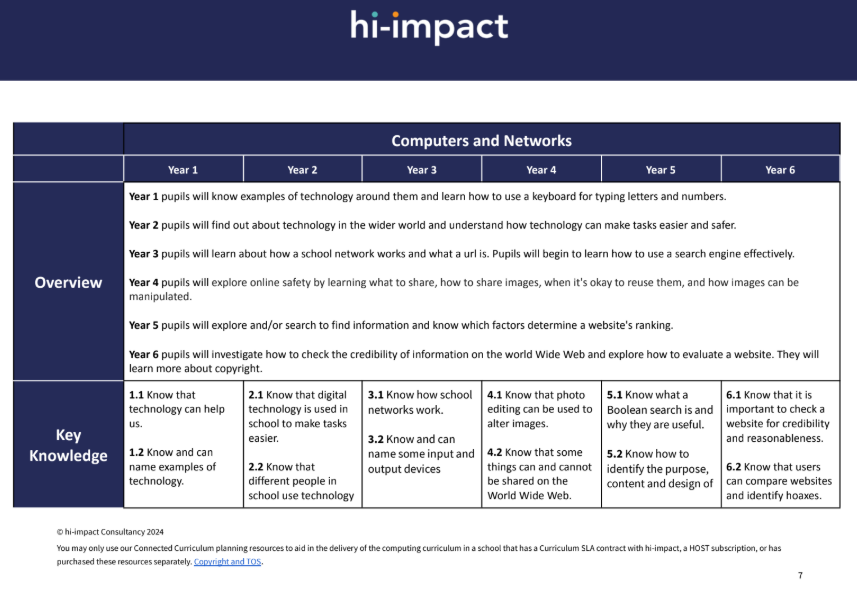 hi-impact
Computers and Networks
Year 1
Year 2
Year 3
Year 4
Year 5
Year 6
Overview
Year 1 pupils will know examples of technology around them and learn how to use a keyboard for typing letters and numbers.
Year 2 pupils will find out about technology in the wider world and understand how technology can make tasks easier and safer.
Year 3 pupils will learn about how a school network works and what a url is. Pupils will begin to learn how to use a search engine effectively.
Year 4 pupils will explore online safety by learning what to share, how to share images, when it's okay to reuse them, and how images can be
manipulated.
Year 5 pupils will explore and/or search to find information and know which factors determine a website's ranking.
Year 6 pupils will investigate how to check the credibility of information on the world Wide Web and explore how to evaluate a website. They will
learn more about copyright.
Key
Knowledge
1.1 Know that
technology can help
us.
1.2 Know and can
name examples of
technology.
2.1 Know that digital
technology is used in
school to make tasks
easier.
2.2 Know that
different people in
school use technology
3.1 Know how school
networks work.
3.2 Know and can
name some input and
output devices
4.1 Know that photo
editing can be used to
alter images.
4.2 Know that some
things can and cannot
be shared on the
World Wide Web.
5.1 Know what a
Boolean search is and
why they are useful.
5.2 Know how to
identify the purpose,
content and design of
6.1 Know that it is
important to check a
website for credibility
and reasonableness.
6.2 Know that users
can compare websites
and identify hoaxes.
© hi-impact Consultancy 2024
You may only use our Connected Curriculum planning resources to aid in the delivery of the computing curriculum in a school that has a Curriculum SLA contract with hi-impact, a HOST subscription, or has
purchased these resources separately. Copyright and TOS.
7